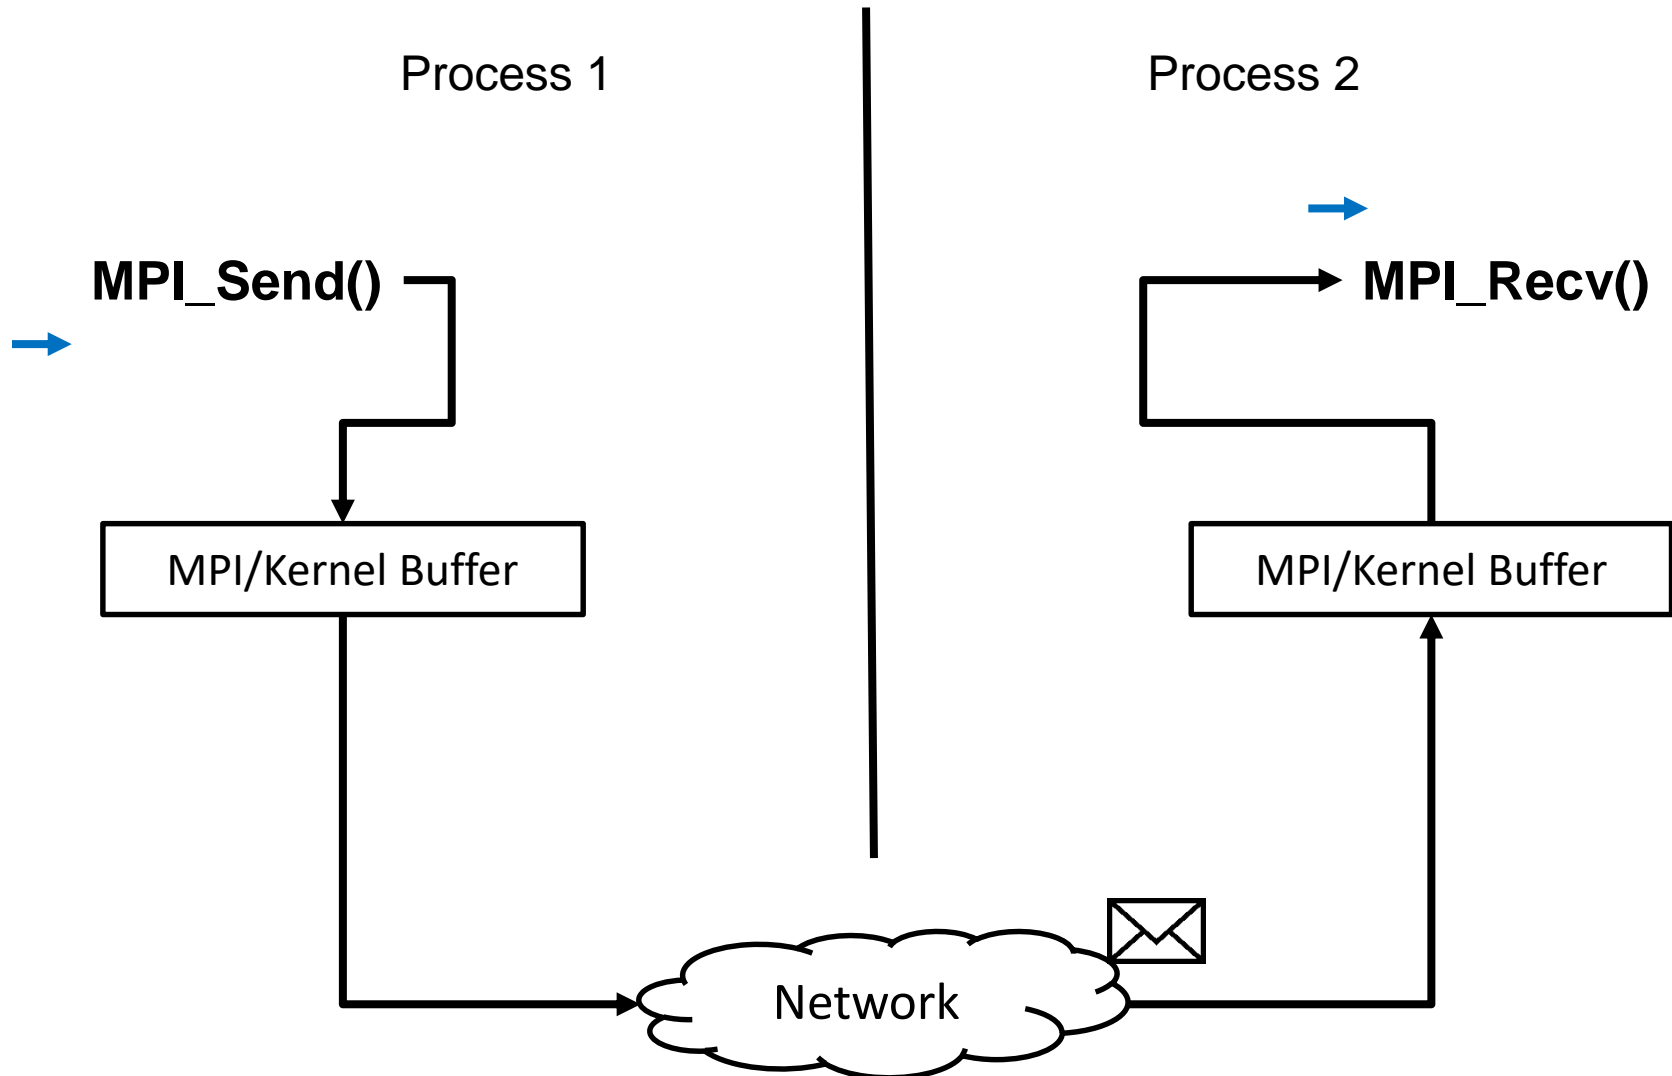 Process 1
Process 2
MPI_Send()
MPI_Recv()
MPI/Kernel Buffer
MPI/Kernel Buffer
Network